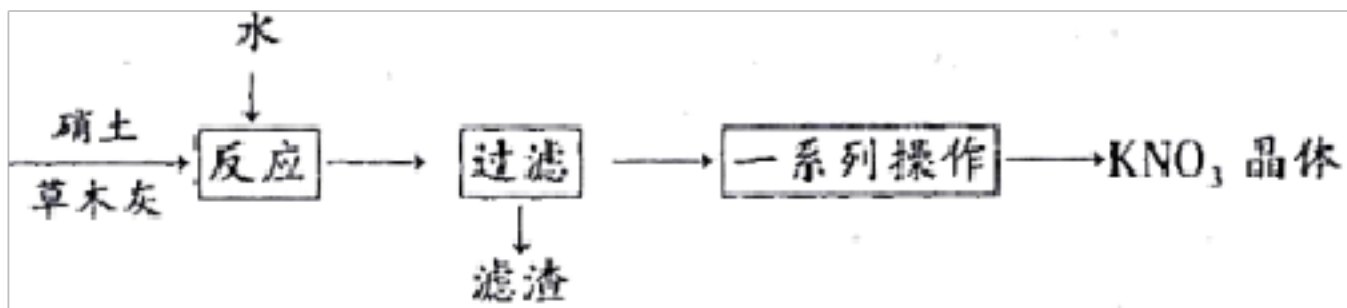 水
硝土
草木灰
反应
过滤
一系列操作
KNO₃ 晶体
滤渣